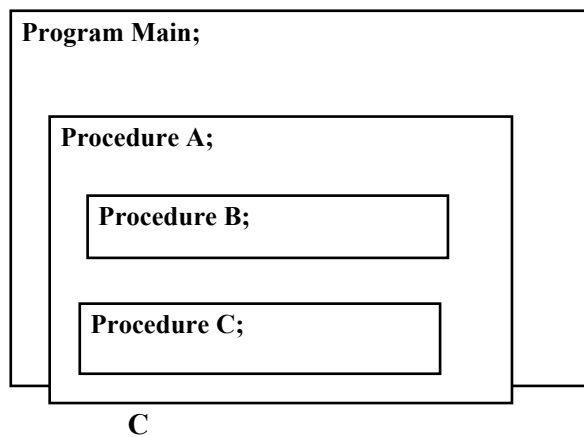 Program Main;
Procedure A;
Procedure B;
Procedure C;
C